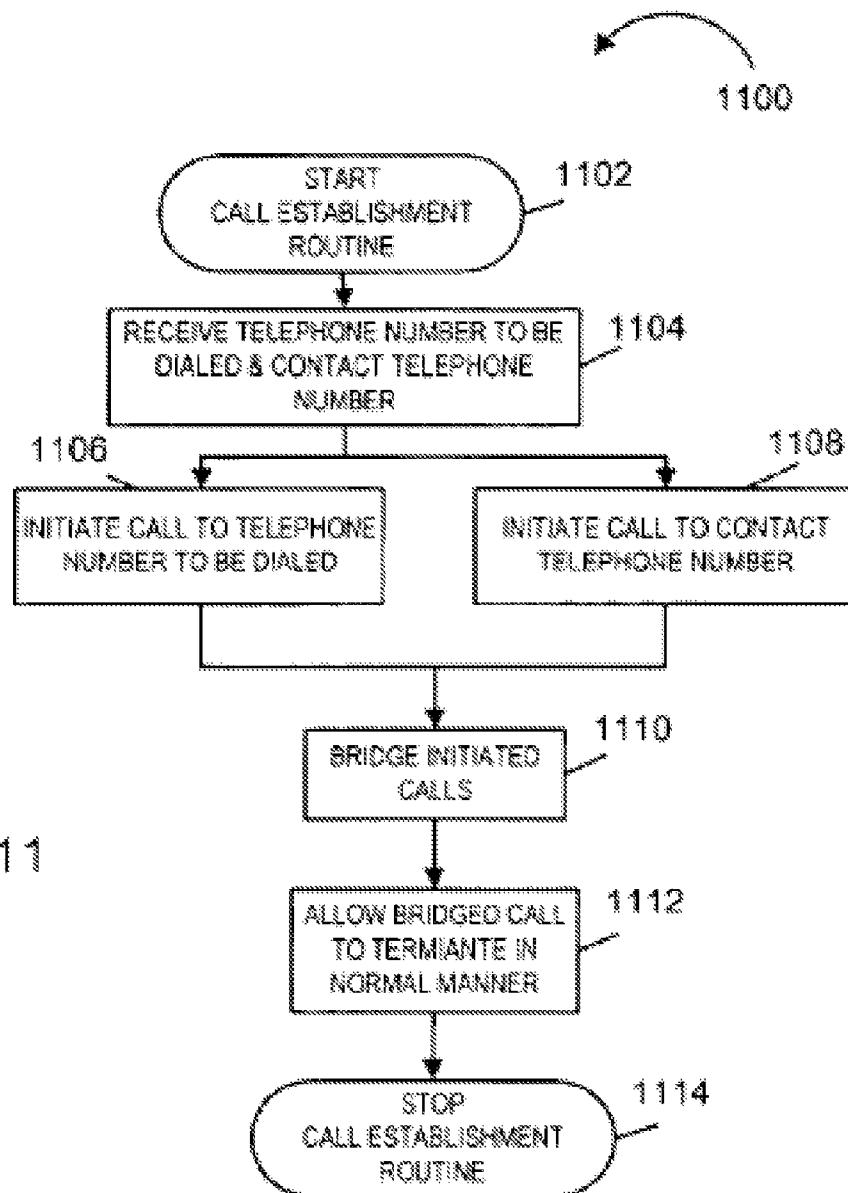 1100
START
CALL ESTABLISHMENT
ROUTINE
1102
RECEIVE TELEPHONE NUMBER TO BE
DIALED & CONTACT TELEPHONE
NUMBER
1104
1106
1108
INITIATE CALL TO TELEPHONE
NUMBER TO BE DIALED
INITIATE CALL TO CONTACT
TELEPHONE NUMBER
1110
BRIDGE INITIATED
CALLS
11
1112
ALLOW BRIDGED CALL
TO TERMIANTE IN
NORMAL MANNER
1114
STOP
CALL ESTABLISHMENT
ROUTINE